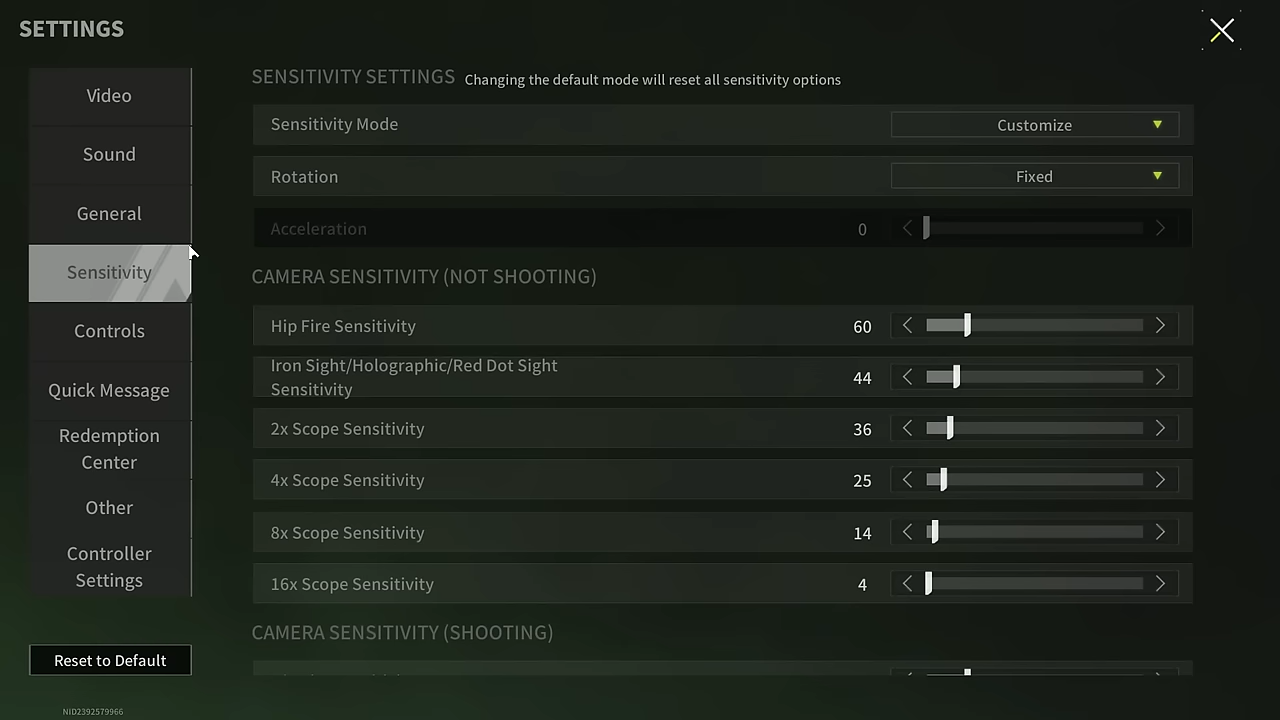 SETTINGS
Video
Sound
General
Sensitivity
Controls
Quick Message
Redemption
Center
Other
Controller
Settings
Reset to Default
NID2392579966
SENSITIVITY SETTINGS Changing the default mode will reset all sensitivity options
Sensitivity Mode Customize
Rotation Fixed
Acceleration 0
CAMERA SENSITIVITY (NOT SHOOTING)
Hip Fire Sensitivity 60
Iron Sight/Holographic/Red Dot Sight
Sensitivity 44
2x Scope Sensitivity 36
4x Scope Sensitivity 25
8x Scope Sensitivity 14
16x Scope Sensitivity 4
CAMERA SENSITIVITY (SHOOTING)